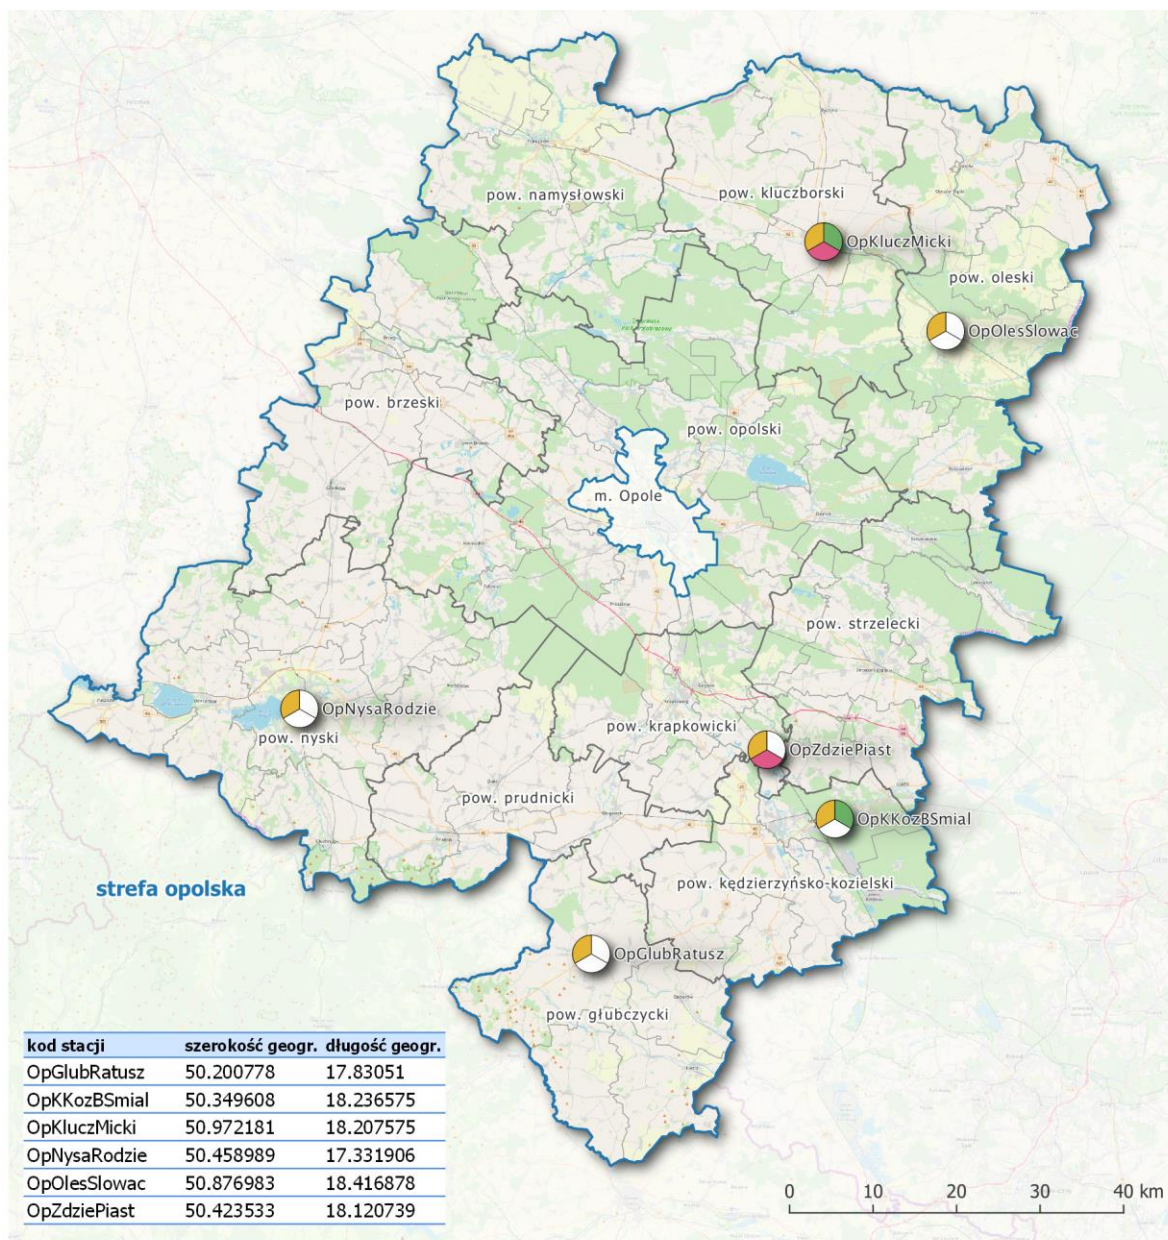 pow. namysłowski
pow. kluczborski
OpKluczMicki
pow. oleski
OpOlesSlowac
pow. brzeski
pow. opolski
m. Opole
pow. strzelecki
OpNysaRodzie
pow. nyski
pow. krapkowicki
OpZdziePiast
pow. prudnicki
OpKKozBSmial
strefa opolska
pow. kędzierzyńsko-kozielski
OpGlubRatusz
pow. głubczycki
kod stacji szerokość geogr. długość geogr.
OpGlubRatusz 50.200778 17.83051
OpKKozBSmial 50.349608 18.236575
OpKluczMicki 50.972181 18.207575
OpNysaRodzie 50.458989 17.331906
OpOlesSlowac 50.876983 18.416878
OpZdziePiast 50.423533 18.120739
0 10 20 30 40 km